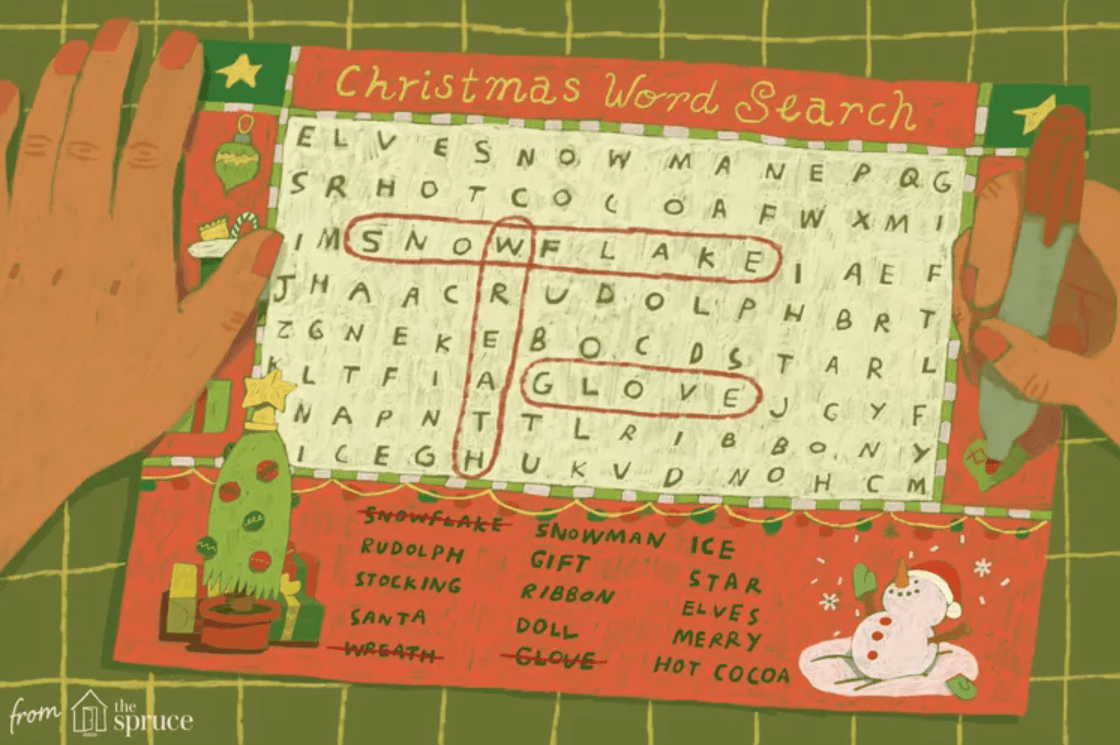 Christmas Word Search
E L V E S N O W M A N E P Q G
S R H O T C O C O A F W X M I
I M S N O W F L A K E I A E F
J H A A C R U D O L P H B R T
Z G N E K E B O C D S T A R L
K L T F I A G L O V E J G Y F
N A P N T T L R I B B O N Y
I C E G H U K V D N O H C M
SNOWFLAKE SNOWMAN ICE
RUDOLPH GIFT STAR
STOCKING RIBBON ELVES
SANTA DOLL MERRY
WREATH GLOVE HOT COCOA
from the spruce